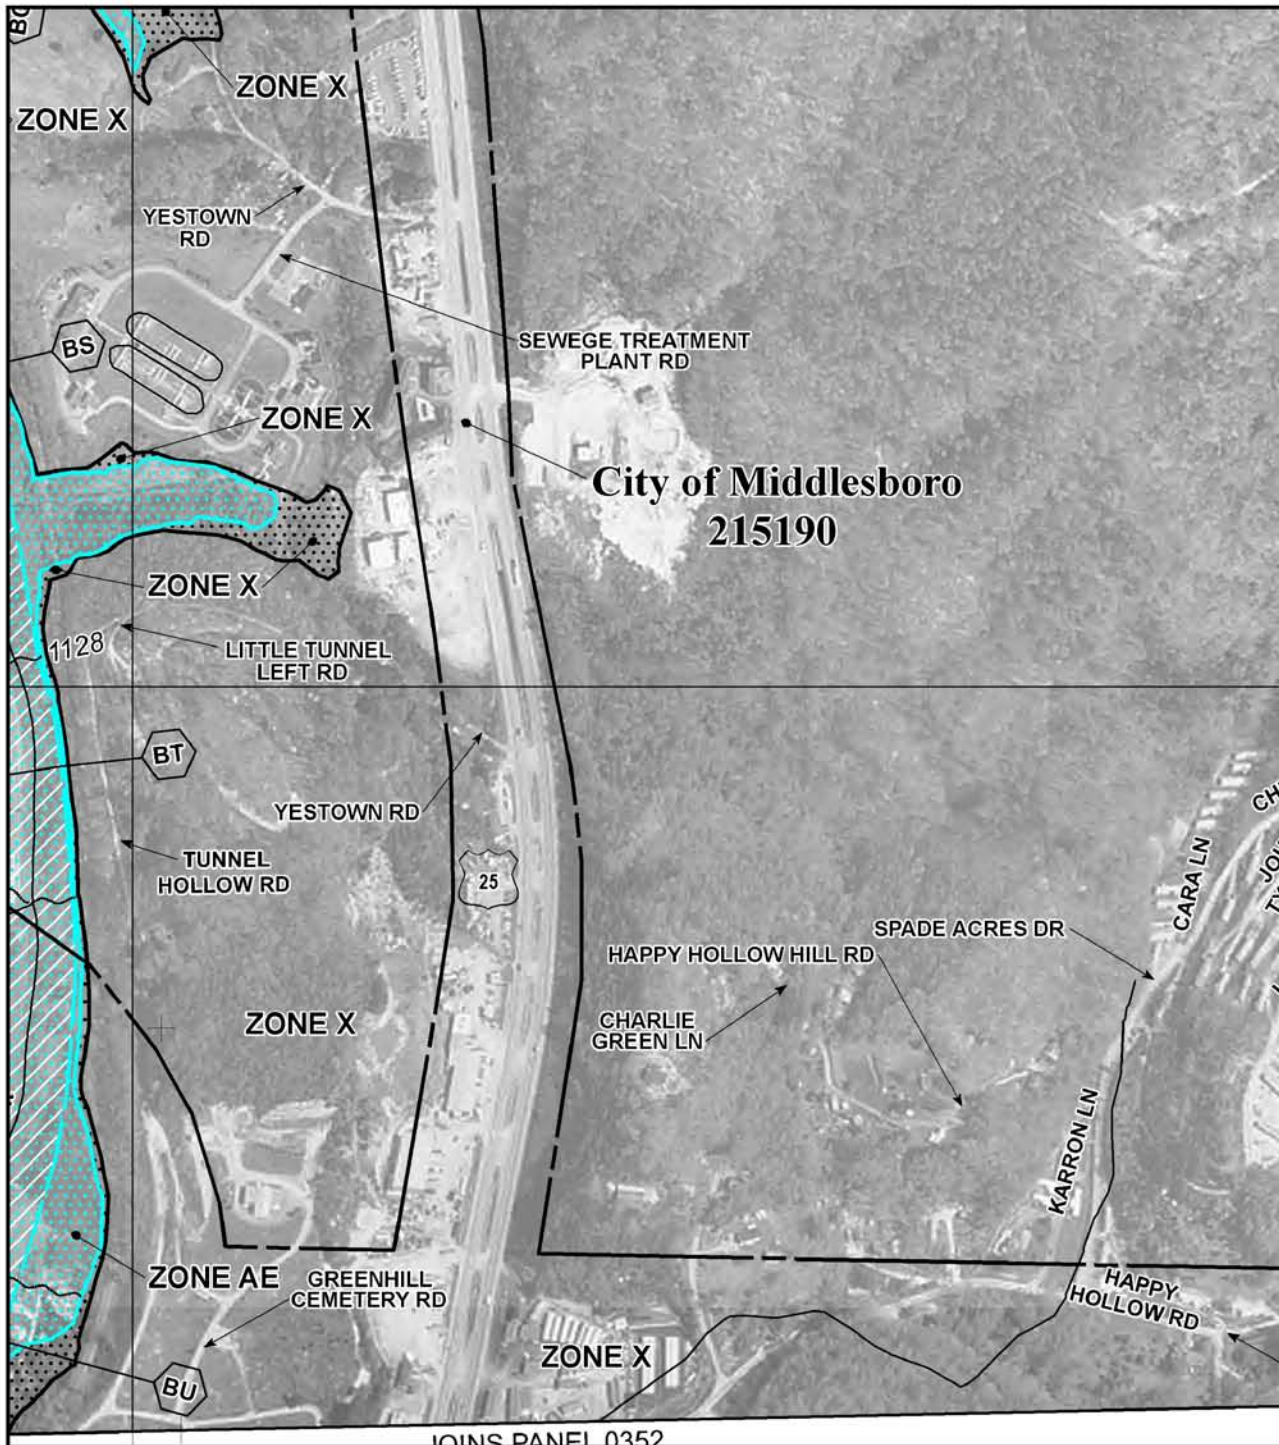 ZONE X
ZONE X
YESTOWN
RD
SEWEGE TREATMENT
PLANT RD
BS
ZONE X
City of Middlesboro
215190
ZONE X
1128
LITTLE TUNNEL
LEFT RD
BT
YESTOWN RD
TUNNEL
HOLLOW RD
25
CARA LN
SPADE ACRES DR
HAPPY HOLLOW HILL RD
CHARLIE
GREEN LN
ZONE X
KARRON LN
ZONE AE
GREENHILL
CEMETERY RD
HAPPY
HOLLOW RD
ZONE X
BU
JOINS PANEL 0352